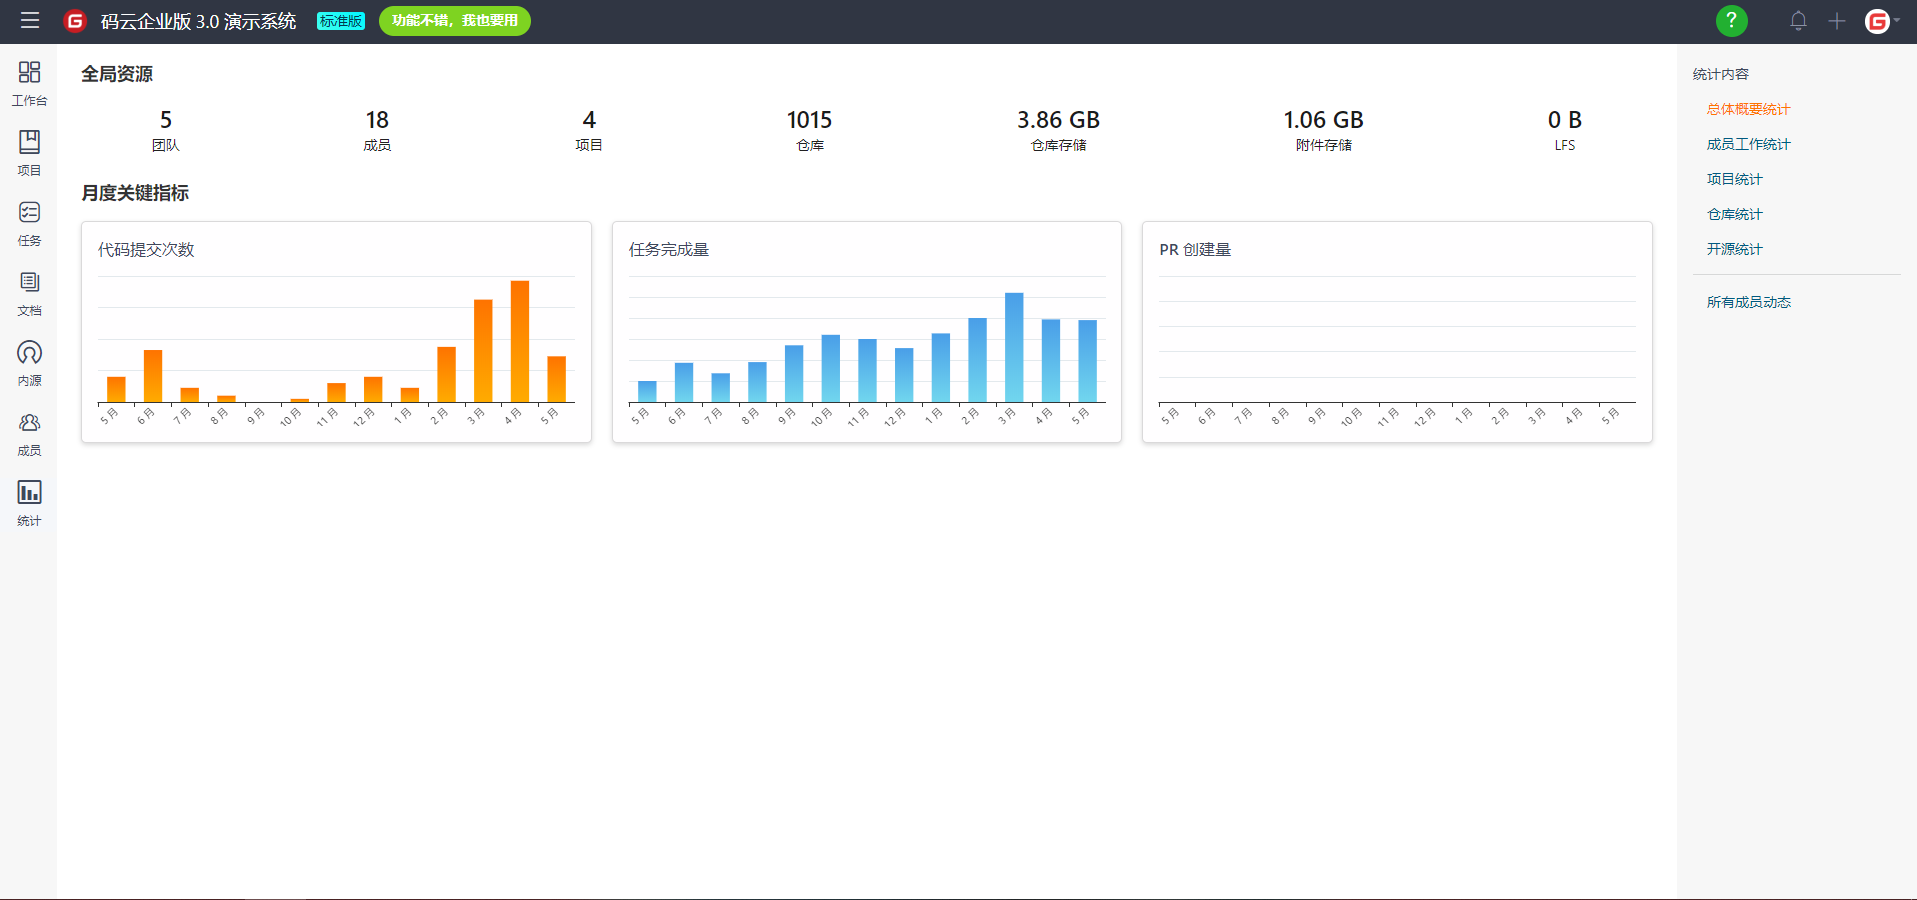 码云企业版 3.0 演示系统 标准版 功能不错，我也要用 ?
工作台
项目
任务
文档
内源
成员
统计
全局资源
5 18 4 1015 3.86 GB 1.06 GB 0 B
团队 成员 项目 仓库 仓库存储 附件存储 LFS
月度关键指标
代码提交次数
5月 6月 7月 8月 9月 10月 11月 12月 1月 2月 3月 4月 5月
任务完成量
5月 6月 7月 8月 9月 10月 11月 12月 1月 2月 3月 4月 5月
PR 创建量
5月 6月 7月 8月 9月 10月 11月 12月 1月 2月 3月 4月 5月
统计内容
总体概要统计
成员工作统计
项目统计
仓库统计
开源统计
所有成员动态